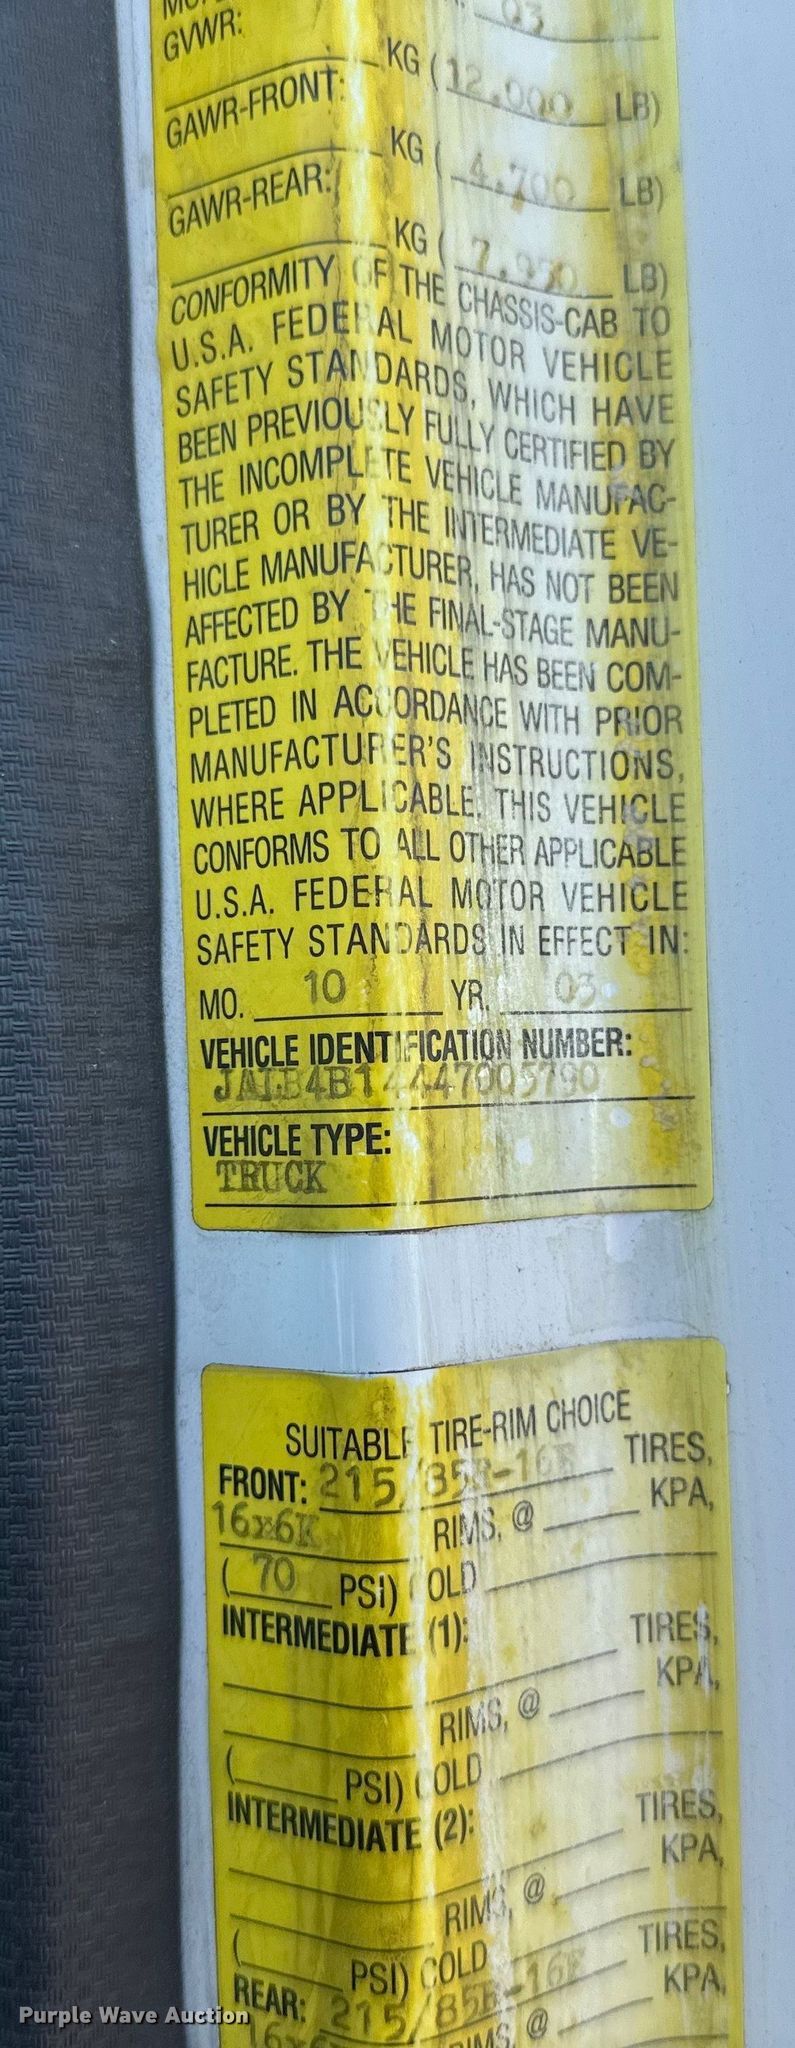 03
GVWR:
KG (12,000 LB)
GAWR-FRONT:
KG (4,700 LB)
GAWR-REAR:
KG (7,950 LB)
CONFORMITY OF THE CHASSIS-CAB TO
U.S.A. FEDERAL MOTOR VEHICLE
SAFETY STANDARDS, WHICH HAVE
BEEN PREVIOUSLY FULLY CERTIFIED BY
THE INCOMPLETE VEHICLE MANUFAC-
TURER OR BY THE INTERMEDIATE VE-
HICLE MANUFACTURER, HAS NOT BEEN
AFFECTED BY THE FINAL-STAGE MANU-
FACTURE. THE VEHICLE HAS BEEN COM-
PLETED IN ACCORDANCE WITH PRIOR
MANUFACTURER'S INSTRUCTIONS,
WHERE APPLICABLE. THIS VEHICLE
CONFORMS TO ALL OTHER APPLICABLE
U.S.A. FEDERAL MOTOR VEHICLE
SAFETY STANDARDS IN EFFECT IN:
MO. 10 YR. 03
VEHICLE IDENTIFICATION NUMBER:
JALB4B14447005790
VEHICLE TYPE:
TRUCK
SUITABLE TIRE-RIM CHOICE
FRONT: 215/85R-16E TIRES,
16x6K RIMS, @ KPA,
(70 PSI) COLD
INTERMEDIATE (1): TIRES,
RIMS, @ KPA,
( PSI) COLD
INTERMEDIATE (2): TIRES,
RIMS, @ KPA,
( PSI) COLD
REAR: 215/85R-16E TIRES,
RIMS, @ KPA,
Purple Wave Auction